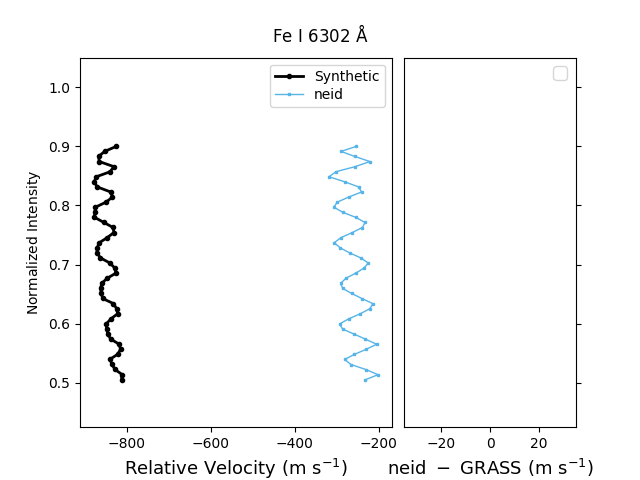 Fe I 6302 Å
Synthetic
neid
Normalized Intensity
1.0
0.9
0.8
0.7
0.6
0.5
−800 −600 −400 −200
−20 0 20
Relative Velocity (m s⁻¹)
neid − GRASS (m s⁻¹)